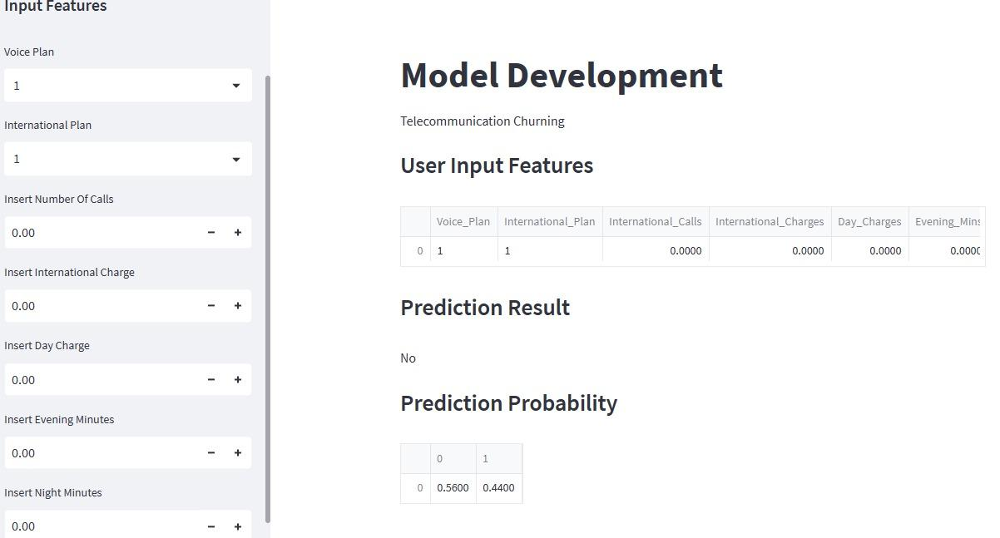 Input Features
Voice Plan
1
International Plan
1
Insert Number Of Calls
0.00
Insert International Charge
0.00
Insert Day Charge
0.00
Insert Evening Minutes
0.00
Insert Night Minutes
0.00
Model Development
Telecommunication Churning
User Input Features
Voice_Plan International_Plan International_Calls International_Charges Day_Charges Evening_Mins
0 1 1 0.0000 0.0000 0.0000 0.0000
Prediction Result
No
Prediction Probability
0 1
0 0.5600 0.4400